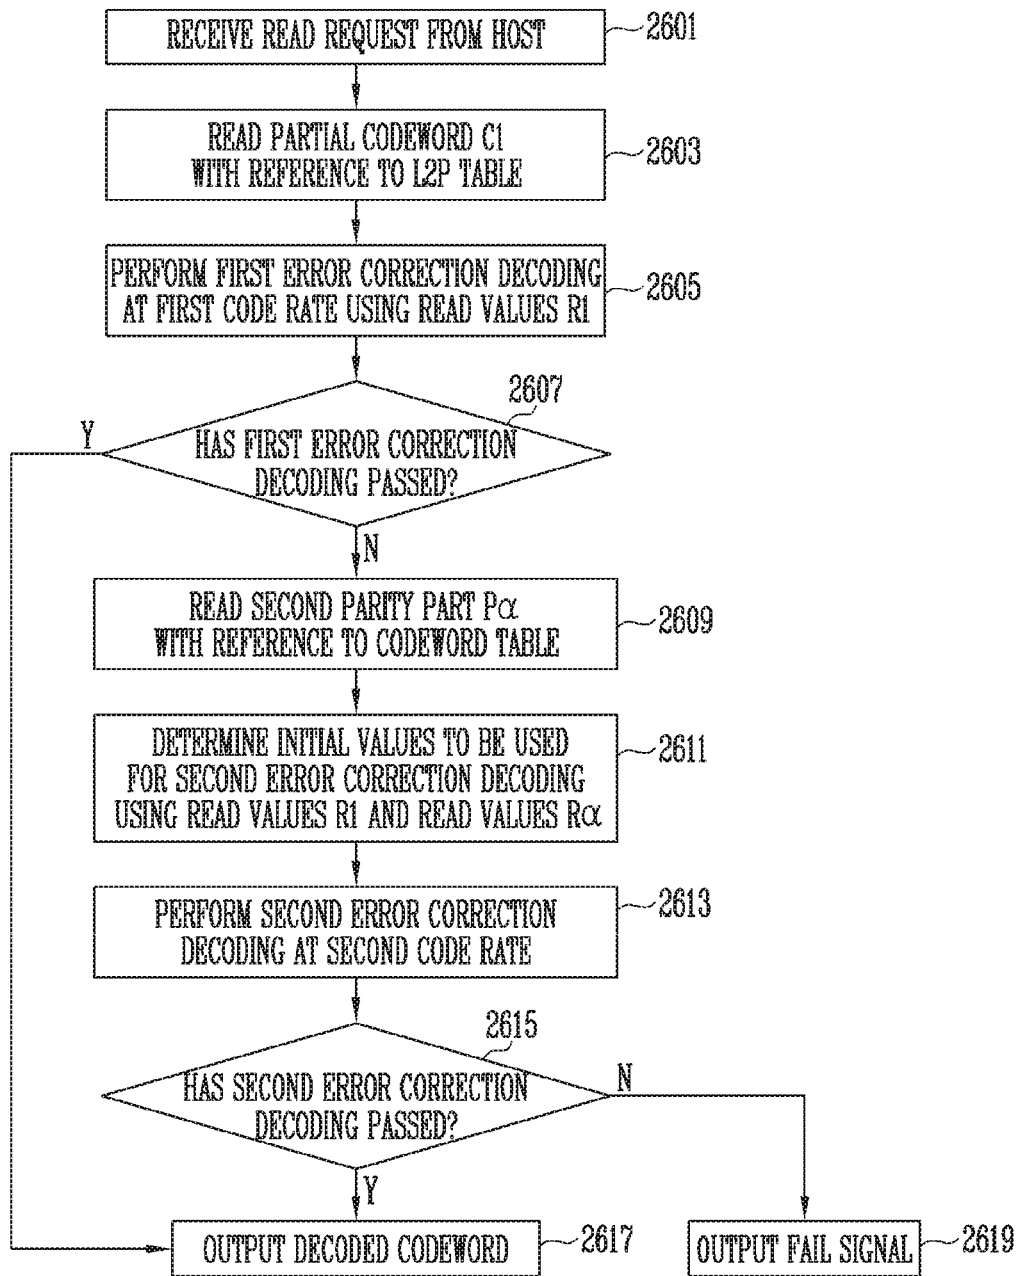 RECEIVE READ REQUEST FROM HOST
2601
READ PARTIAL CODEWORD C1
WITH REFERENCE TO L2P TABLE
2603
PERFORM FIRST ERROR CORRECTION DECODING
AT FIRST CODE RATE USING READ VALUES R1
2605
2607
Y
HAS FIRST ERROR CORRECTION
DECODING PASSED?
N
READ SECOND PARITY PART Pα
WITH REFERENCE TO CODEWORD TABLE
2609
DETERMINE INITIAL VALUES TO BE USED
FOR SECOND ERROR CORRECTION DECODING
USING READ VALUES R1 AND READ VALUES Rα
2611
PERFORM SECOND ERROR CORRECTION
DECODING AT SECOND CODE RATE
2613
2615
HAS SECOND ERROR CORRECTION
DECODING PASSED?
N
Y
OUTPUT DECODED CODEWORD
2617
OUTPUT FAIL SIGNAL
2619